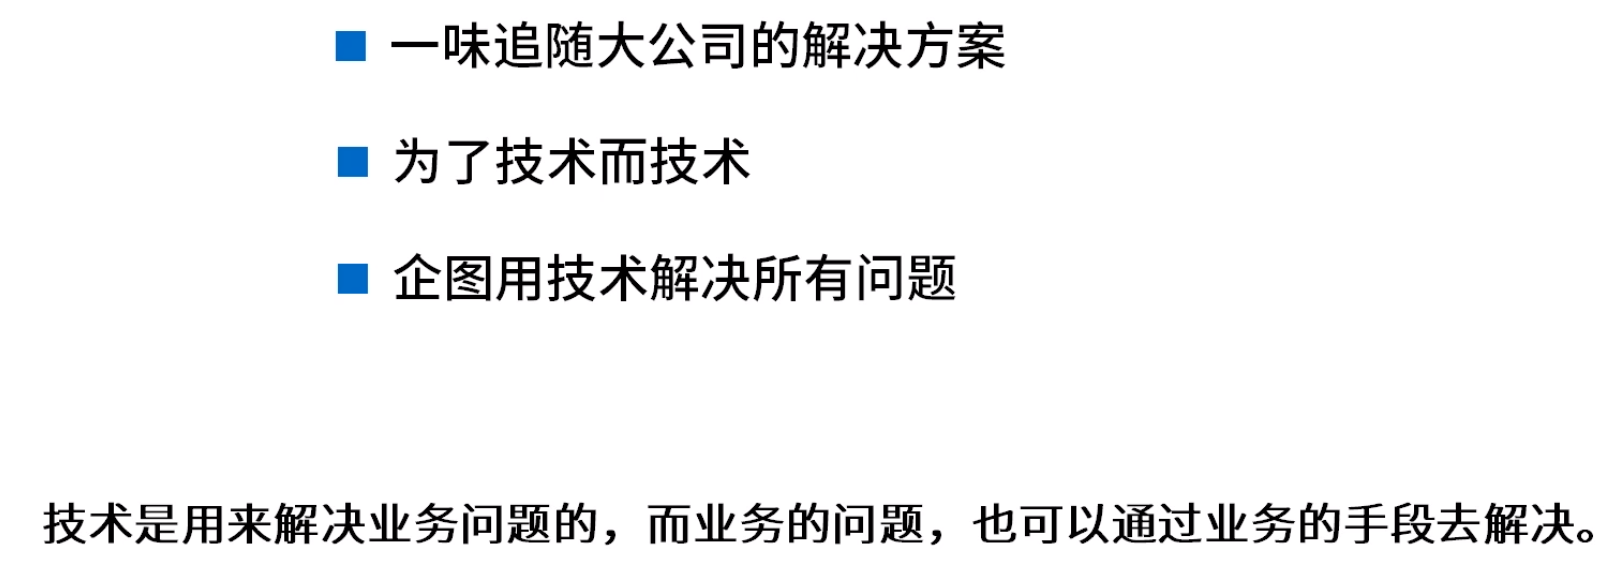 ■ 一味追随大公司的解决方案
■ 为了技术而技术
■ 企图用技术解决所有问题
技术是用来解决业务问题的，而业务的问题，也可以通过业务的手段去解决。